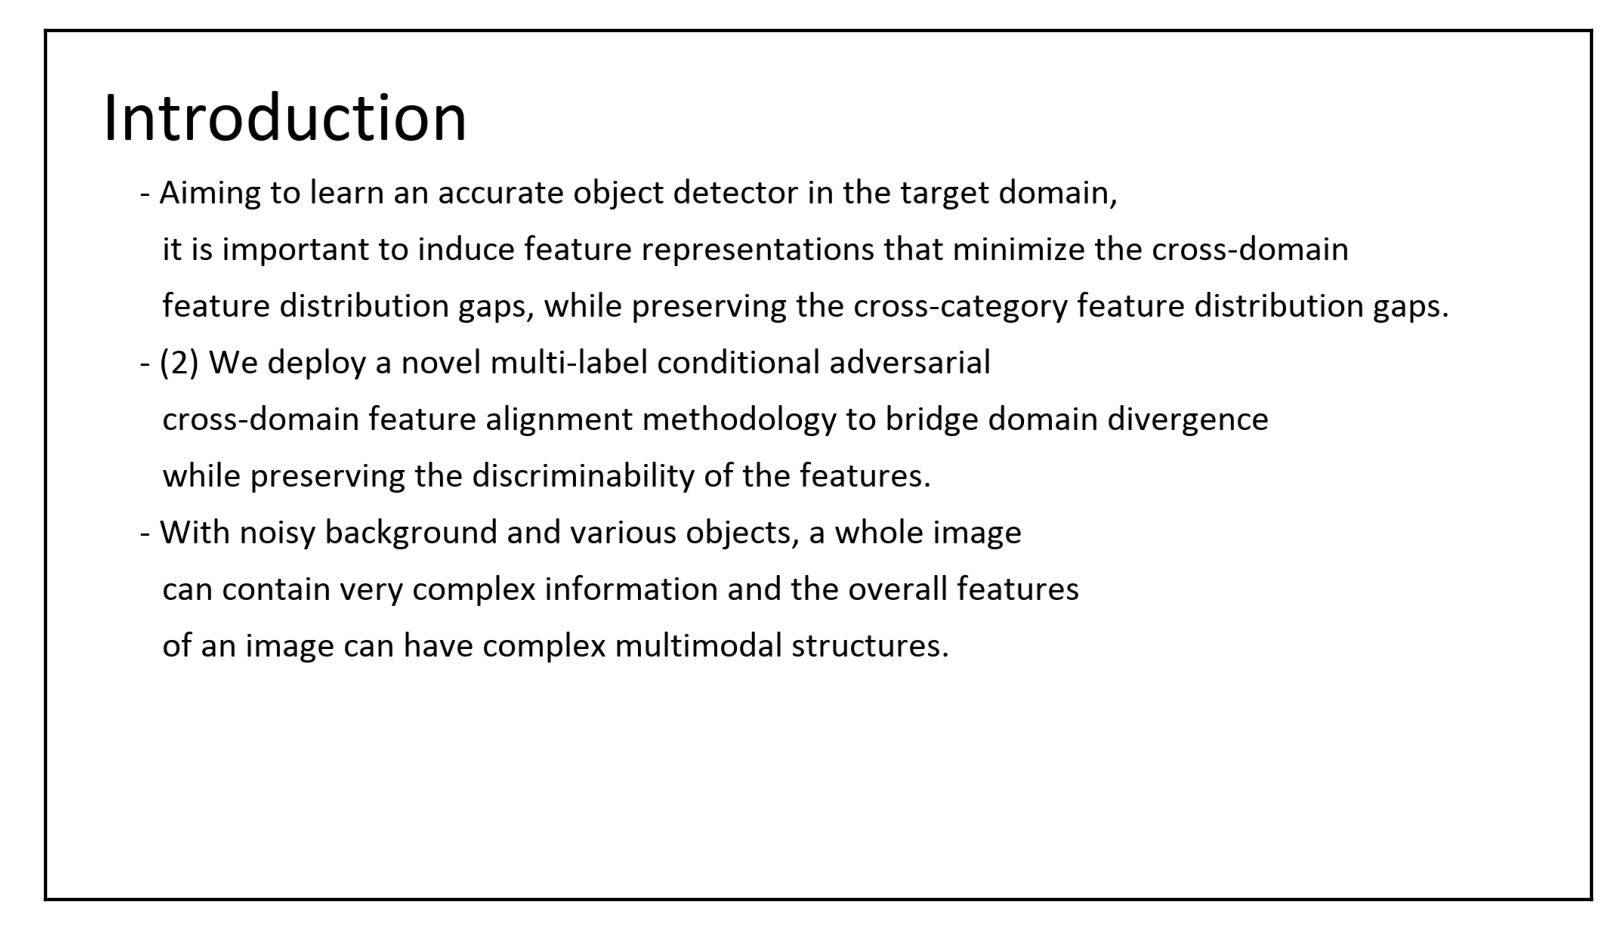 Introduction
- Aiming to learn an accurate object detector in the target domain,
it is important to induce feature representations that minimize the cross-domain
feature distribution gaps, while preserving the cross-category feature distribution gaps.
- (2) We deploy a novel multi-label conditional adversarial
cross-domain feature alignment methodology to bridge domain divergence
while preserving the discriminability of the features.
- With noisy background and various objects, a whole image
can contain very complex information and the overall features
of an image can have complex multimodal structures.